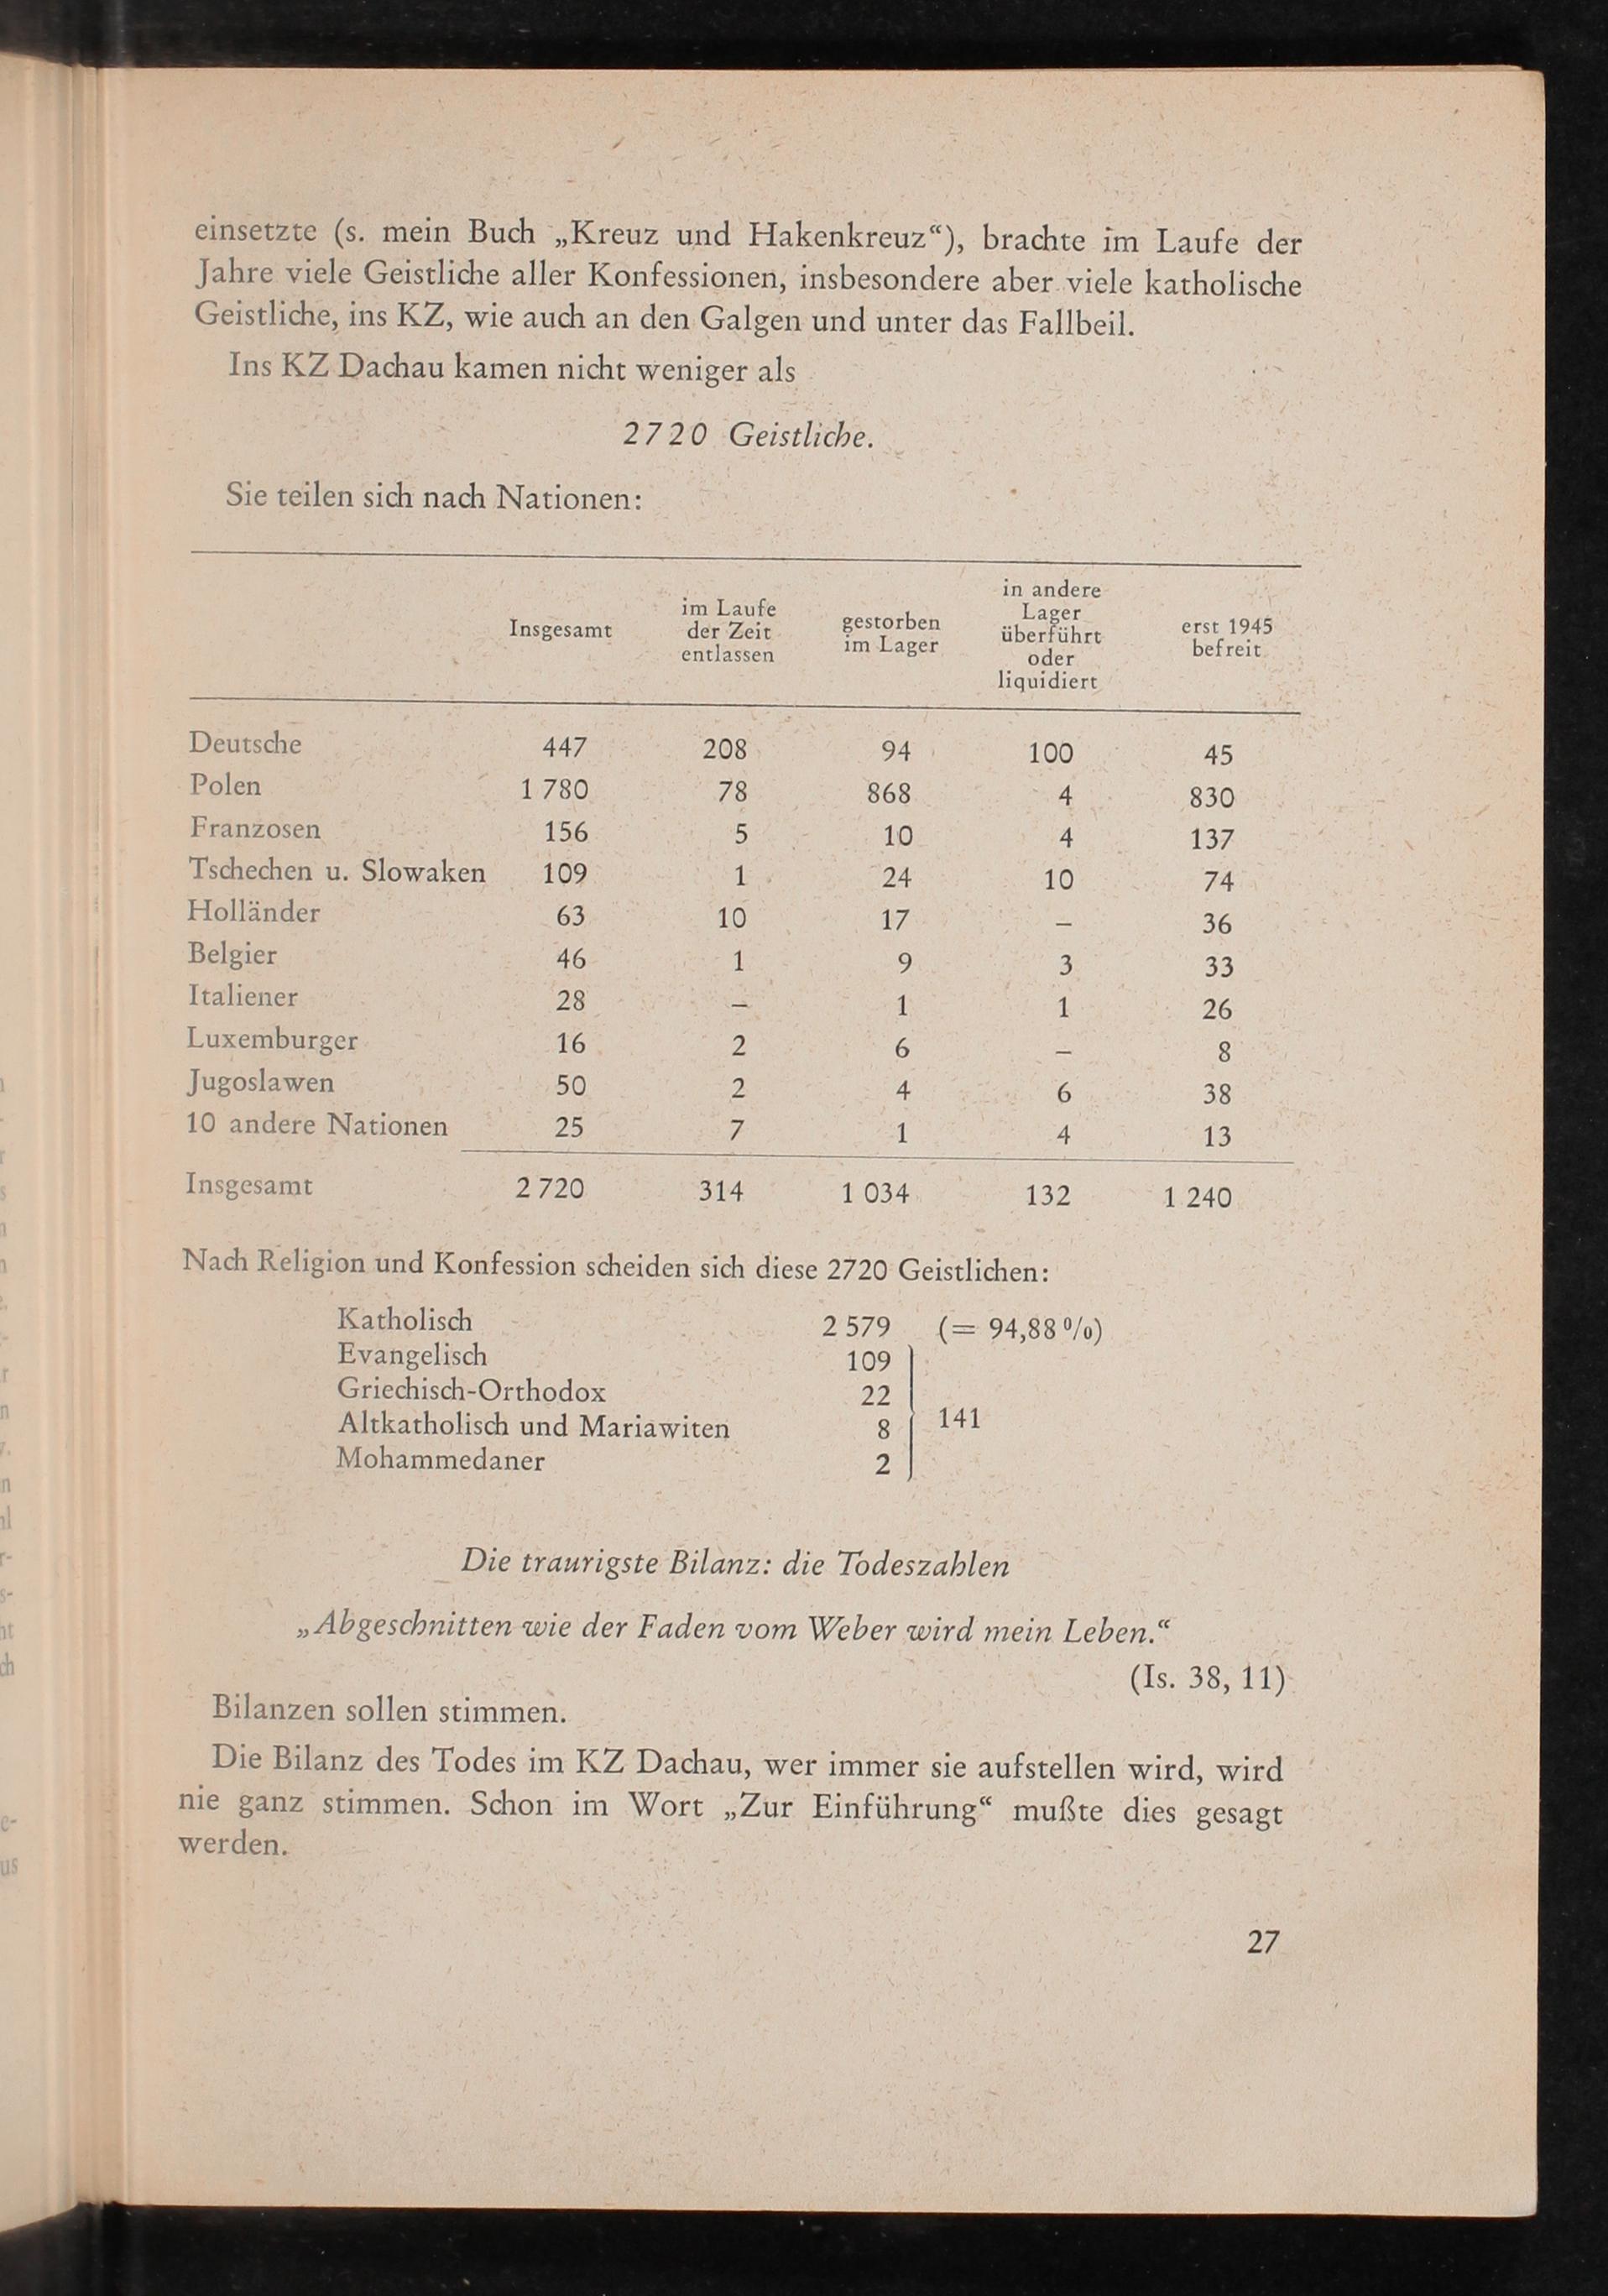 einsetzte (s. mein Buch „Kreuz und Hakenkreuz“), brachte im Laufe der
Jahre viele Geistliche aller Konfessionen, insbesondere aber viele katholische
Geistliche, ins KZ, wie auch an den Galgen und unter das Fallbeil.
Ins KZ Dachau kamen nicht weniger als
2720 Geistliche.
Sie teilen sich nach Nationen:
Insgesamt im Laufe der Zeit entlassen gestorben im Lager in andere Lager überführt oder liquidiert erst 1945 befreit
Deutsche 447 208 94 100 45
Polen 1 780 78 868 4 830
Franzosen 156 5 10 4 137
Tschechen u. Slowaken 109 1 24 10 74
Holländer 63 10 17 – 36
Belgier 46 1 9 3 33
Italiener 28 – 1 1 26
Luxemburger 16 2 6 – 8
Jugoslawen 50 2 4 6 38
10 andere Nationen 25 7 1 4 13
Insgesamt 2 720 314 1 034 132 1 240
Nach Religion und Konfession scheiden sich diese 2720 Geistlichen:
Katholisch 2 579 (= 94,88 %)
Evangelisch 109
Griechisch-Orthodox 22
Altkatholisch und Mariawiten 8 141
Mohammedaner 2
Die traurigste Bilanz: die Todeszahlen
„Abgeschnitten wie der Faden vom Weber wird mein Leben.“
(Is. 38, 11)
Bilanzen sollen stimmen.
Die Bilanz des Todes im KZ Dachau, wer immer sie aufstellen wird, wird
nie ganz stimmen. Schon im Wort „Zur Einführung“ mußte dies gesagt
werden.
27